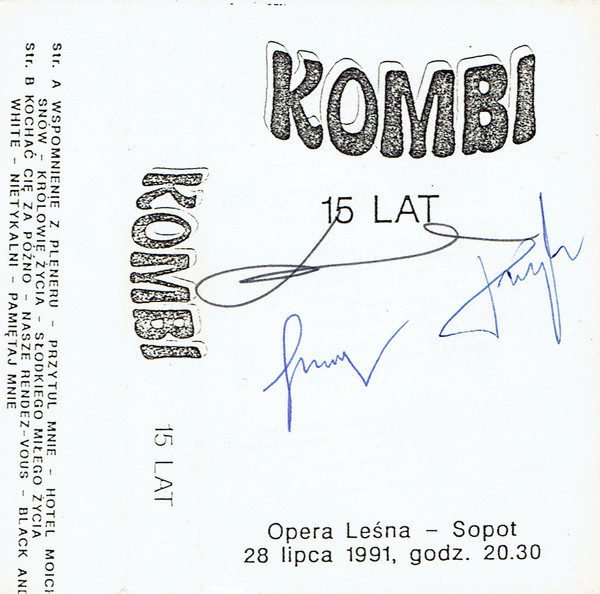 Str. A WSPOMNIENIE Z PLENERU - PRZYTUL MNIE - HOTEL MOICH
SNÓW - KRÓLOWIE ŻYCIA - SŁODKIEGO MIŁEGO ŻYCIA
Str. B KOCHAĆ CIĘ ZA PÓŹNO - NASZE RENDEZ-VOUS - BLACK AND
WHITE - NIETYKALNI - PAMIĘTAJ MNIE
KOMBI 15 LAT
KOMBI
15 LAT
Opera Leśna - Sopot
28 lipca 1991, godz. 20.30